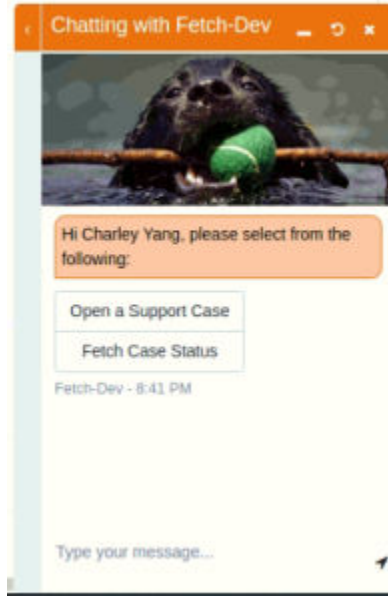 Chatting with Fetch-Dev
Hi Charley Yang, please select from the
following:
Open a Support Case
Fetch Case Status
Fetch-Dev - 8:41 PM
Type your message...